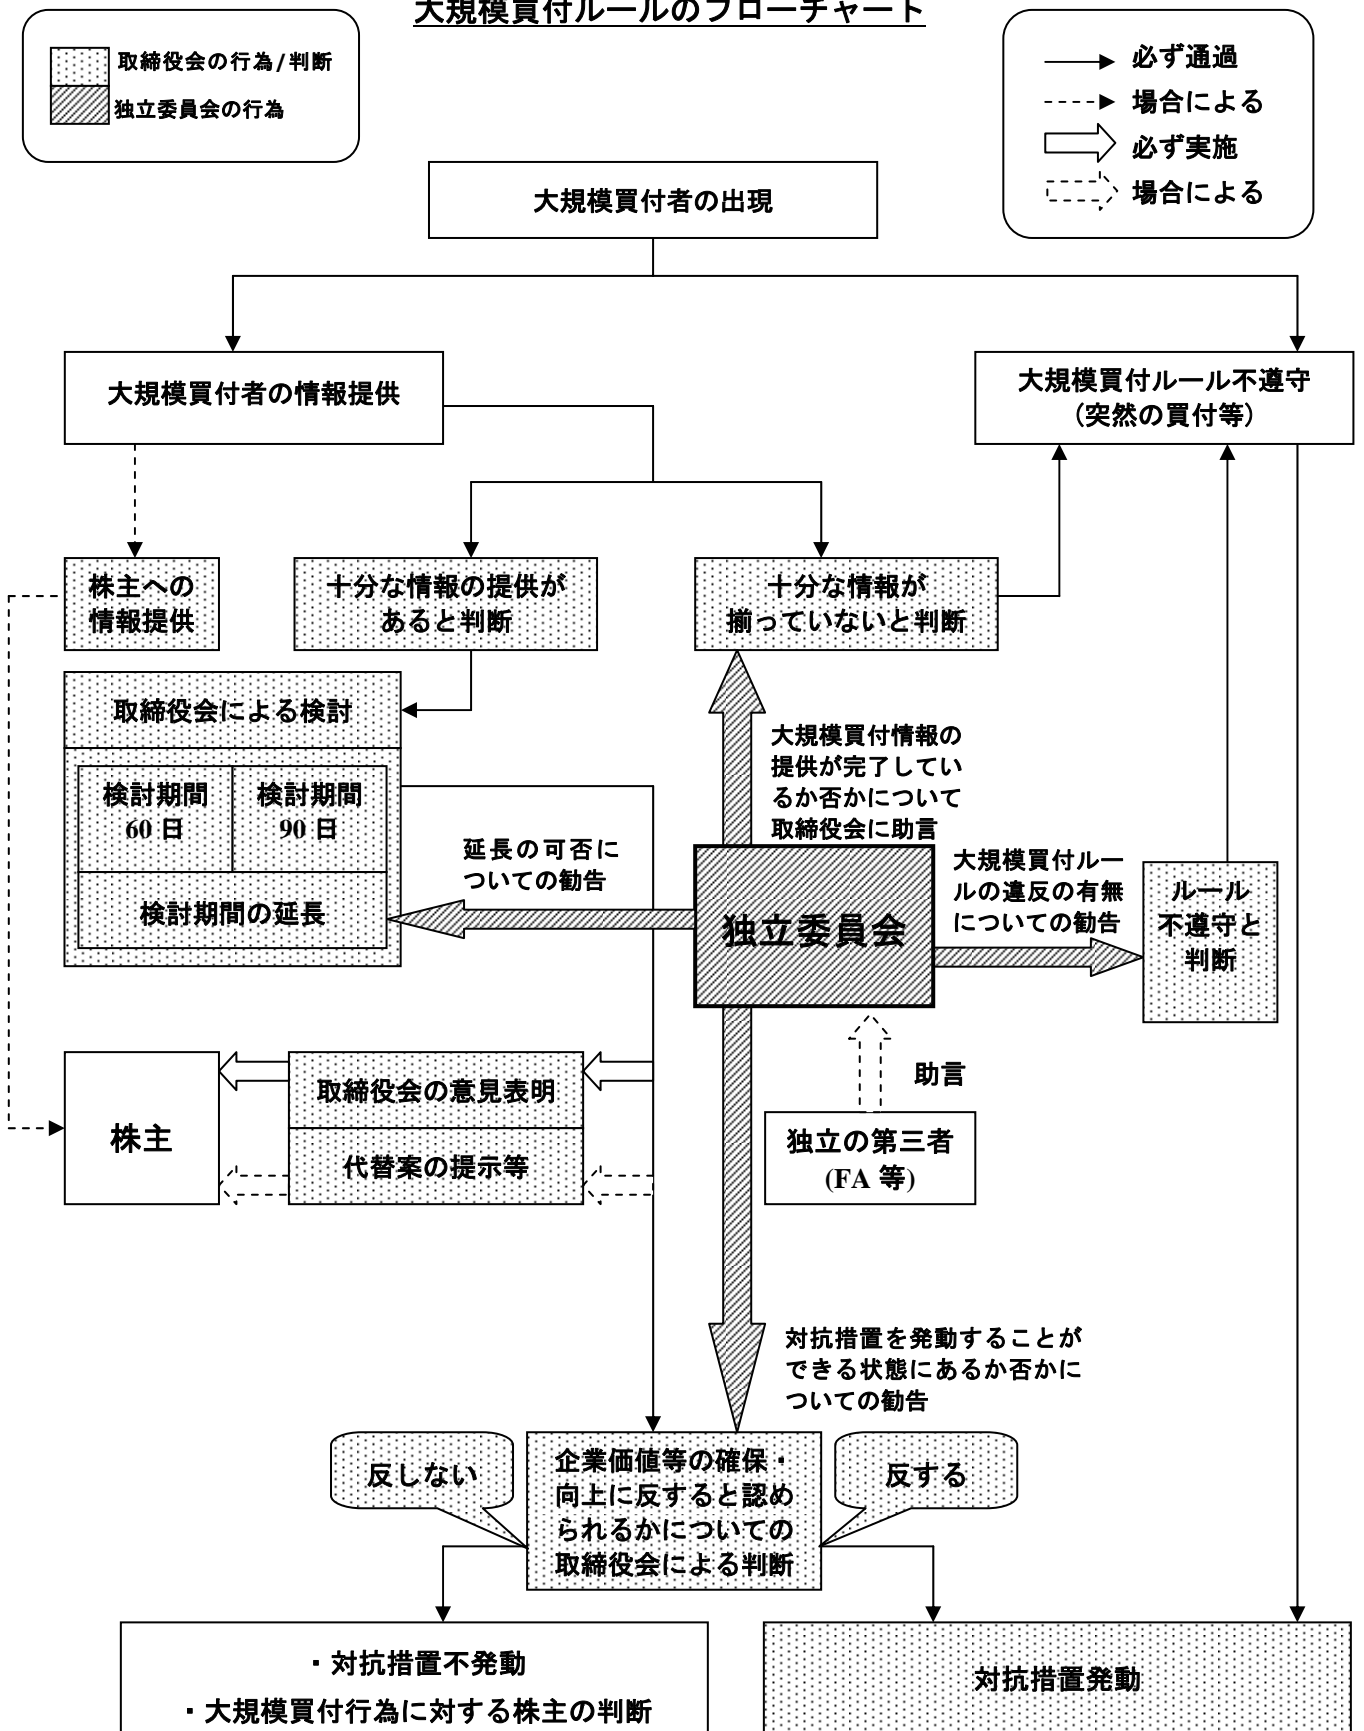 大規模買付ルールのフローチャート
取締役会の行為/判断
独立委員会の行為
必ず通過
場合による
必ず実施
場合による
大規模買付者の出現
大規模買付者の情報提供
大規模買付ルール不遵守
(突然の買付等)
株主への
情報提供
十分な情報の提供が
あると判断
十分な情報が
揃っていないと判断
取締役会による検討
検討期間
60 日
検討期間
90 日
検討期間の延長
延長の可否に
ついての勧告
大規模買付情報の
提供が完了してい
るか否かについて
取締役会に助言
独立委員会
大規模買付ルー
ルの違反の有無
についての勧告
ルール
不遵守と
判断
株主
取締役会の意見表明
代替案の提示等
助言
独立の第三者
(FA 等)
対抗措置を発動することが
できる状態にあるか否かに
ついての勧告
反しない
企業価値等の確保・
向上に反すると認め
られるかについての
取締役会による判断
反する
・対抗措置不発動
・大規模買付行為に対する株主の判断
対抗措置発動